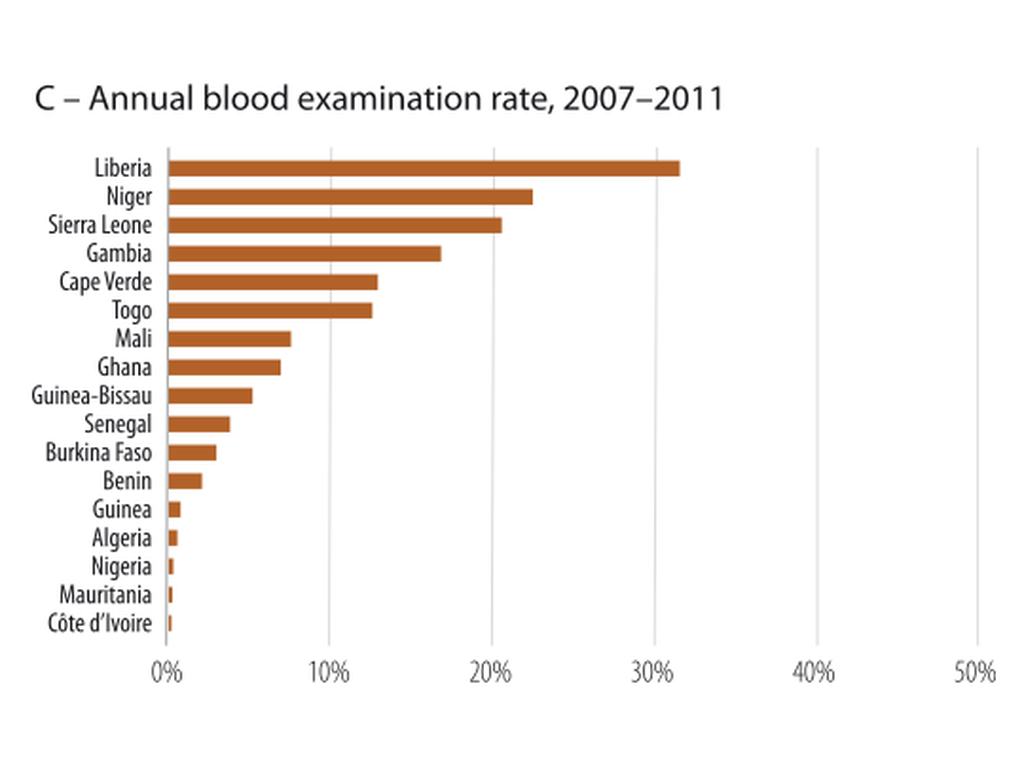 C – Annual blood examination rate, 2007–2011
Liberia
Niger
Sierra Leone
Gambia
Cape Verde
Togo
Mali
Ghana
Guinea-Bissau
Senegal
Burkina Faso
Benin
Guinea
Algeria
Nigeria
Mauritania
Côte d’Ivoire
0% 10% 20% 30% 40% 50%